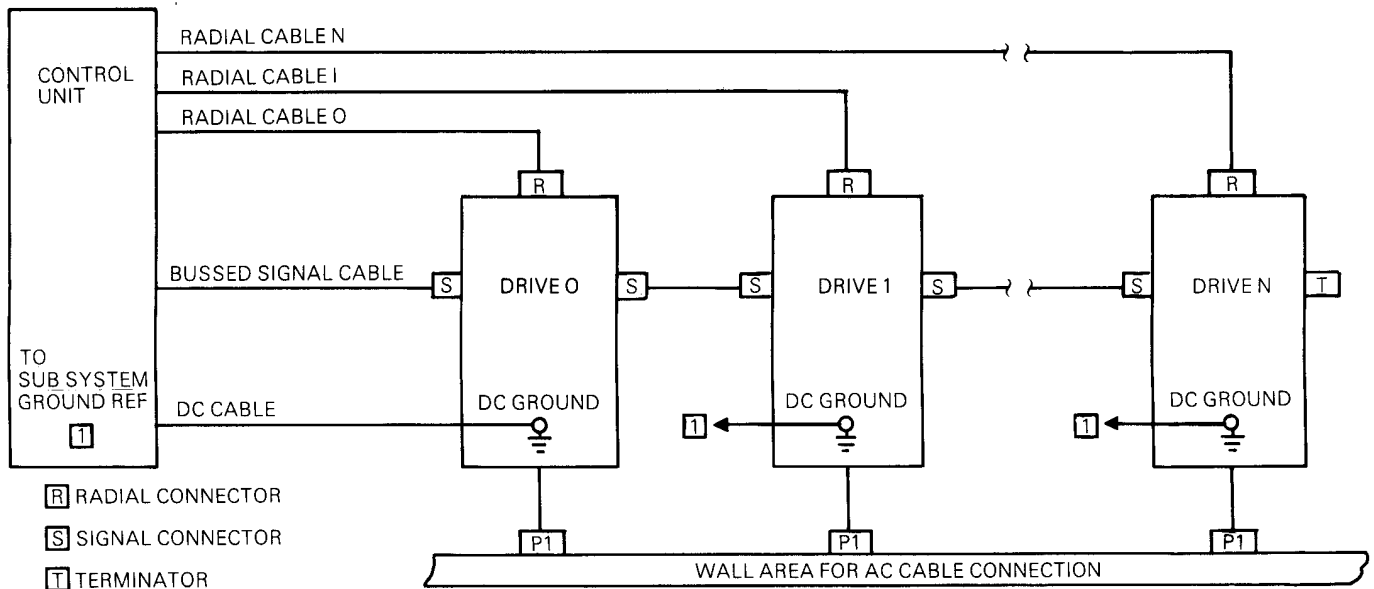 RADIAL CABLE N
CONTROL
UNIT
RADIAL CABLE I
RADIAL CABLE O
R
R
R
BUSSED SIGNAL CABLE
S
DRIVE O
S
S
DRIVE 1
S
S
DRIVE N
T
TO
SUB SYSTEM
GROUND REF
1
DC CABLE
DC GROUND
1
DC GROUND
1
DC GROUND
R RADIAL CONNECTOR
S SIGNAL CONNECTOR
T TERMINATOR
P1
P1
P1
WALL AREA FOR AC CABLE CONNECTION